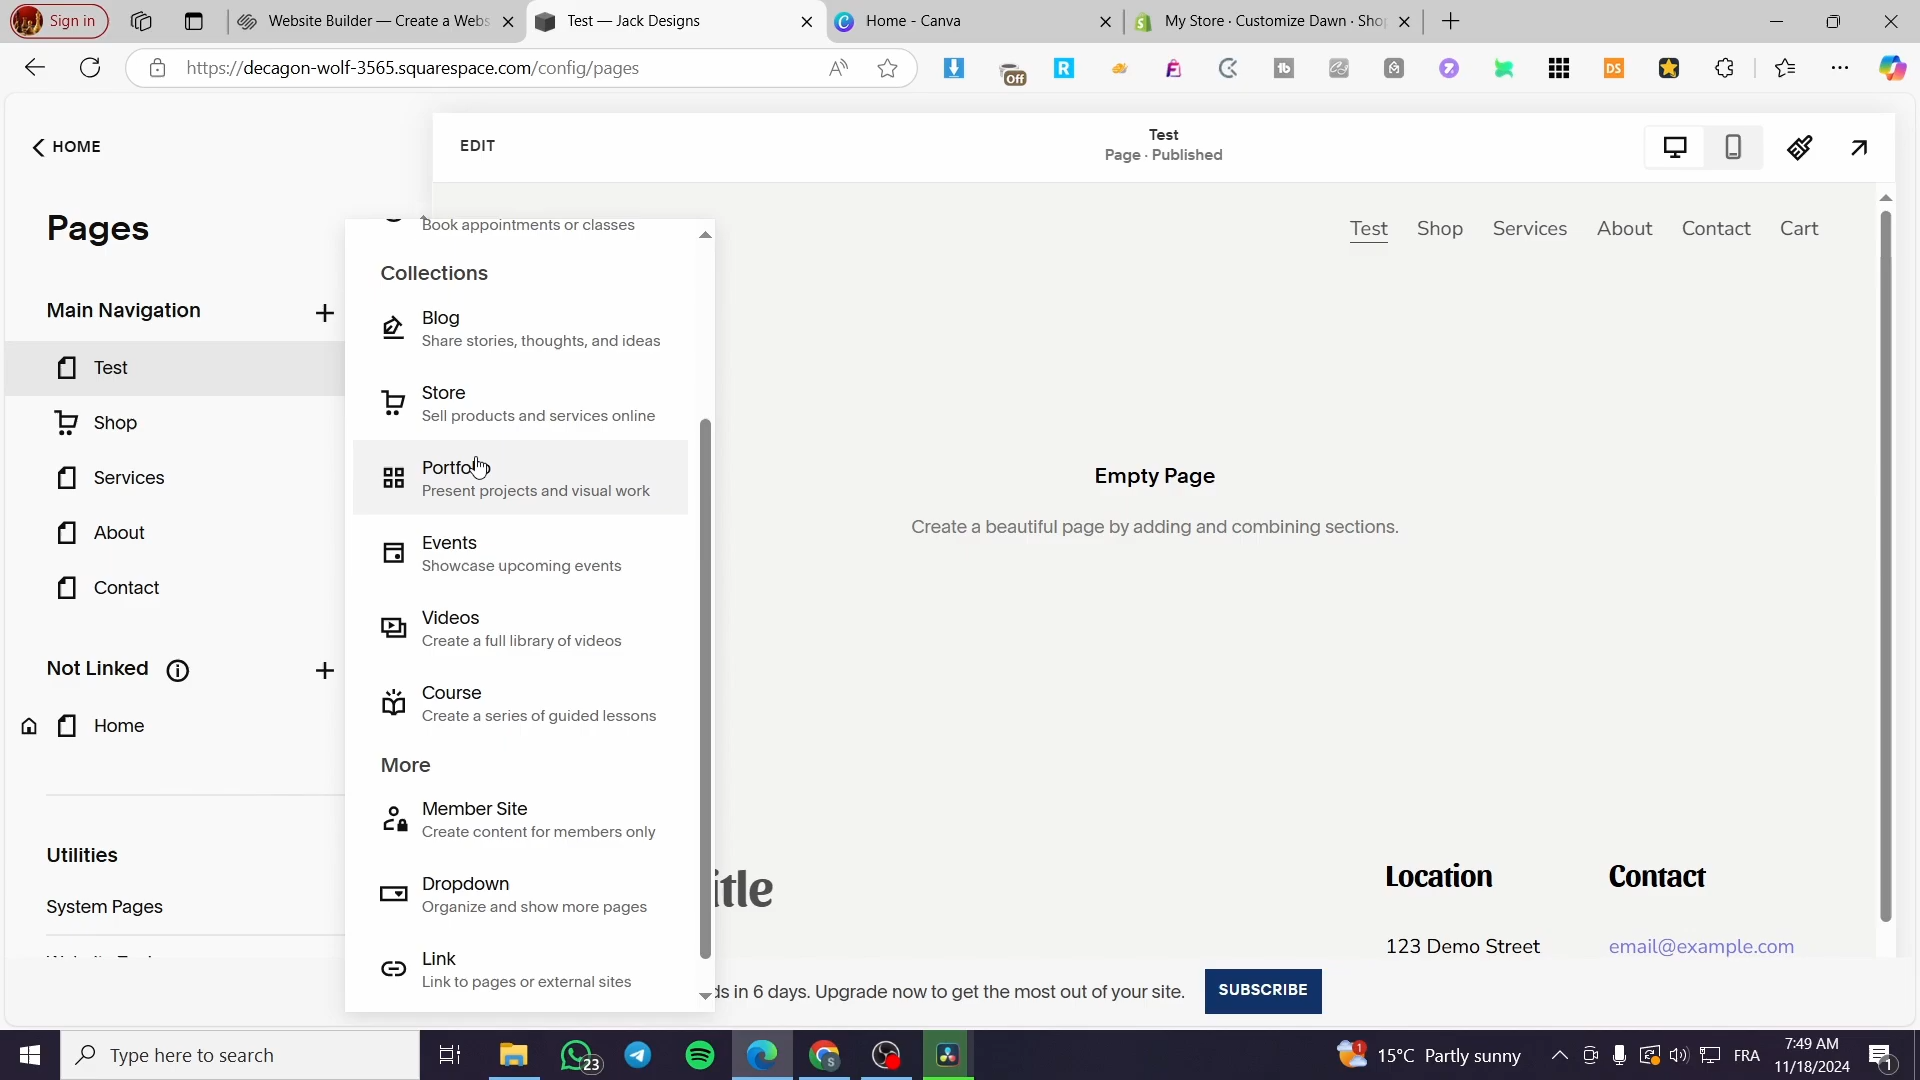 Sign in
Website Builder — Create a Webs
Test — Jack Designs
Home - Canva
My Store · Customize Dawn · Sho
https://decagon-wolf-3565.squarespace.com/config/pages
Off
HOME
EDIT
Test
Page · Published
Pages
Test
Shop
Services
About
Contact
Cart
Main Navigation
Test
Shop
Services
About
Contact
Not Linked
Home
Utilities
System Pages
Book appointments or classes
Collections
Blog
Share stories, thoughts, and ideas
Store
Sell products and services online
Portfolio
Present projects and visual work
Events
Showcase upcoming events
Videos
Create a full library of videos
Course
Create a series of guided lessons
More
Member Site
Create content for members only
Dropdown
Organize and show more pages
Link
Link to pages or external sites
Empty Page
Create a beautiful page by adding and combining sections.
itle
Location
Contact
123 Demo Street
email@example.com
ds in 6 days. Upgrade now to get the most out of your site.
SUBSCRIBE
Type here to search
23
1
15°C Partly sunny
FRA
7:49 AM
11/18/2024
1